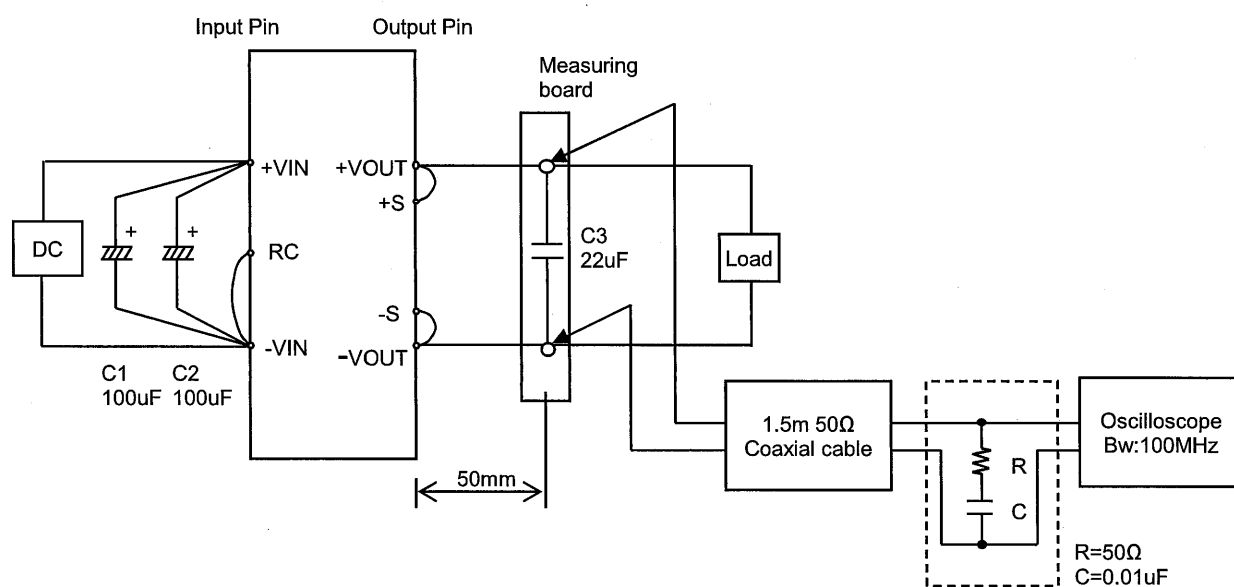 Input Pin
Output Pin
Measuring
board
+VIN
+VOUT
+S
DC
+
+
RC
C3
22uF
Load
-S
-VIN
-VOUT
C1
100uF
C2
100uF
1.5m 50Ω
Coaxial cable
Oscilloscope
Bw:100MHz
50mm
R
C
R=50Ω
C=0.01uF